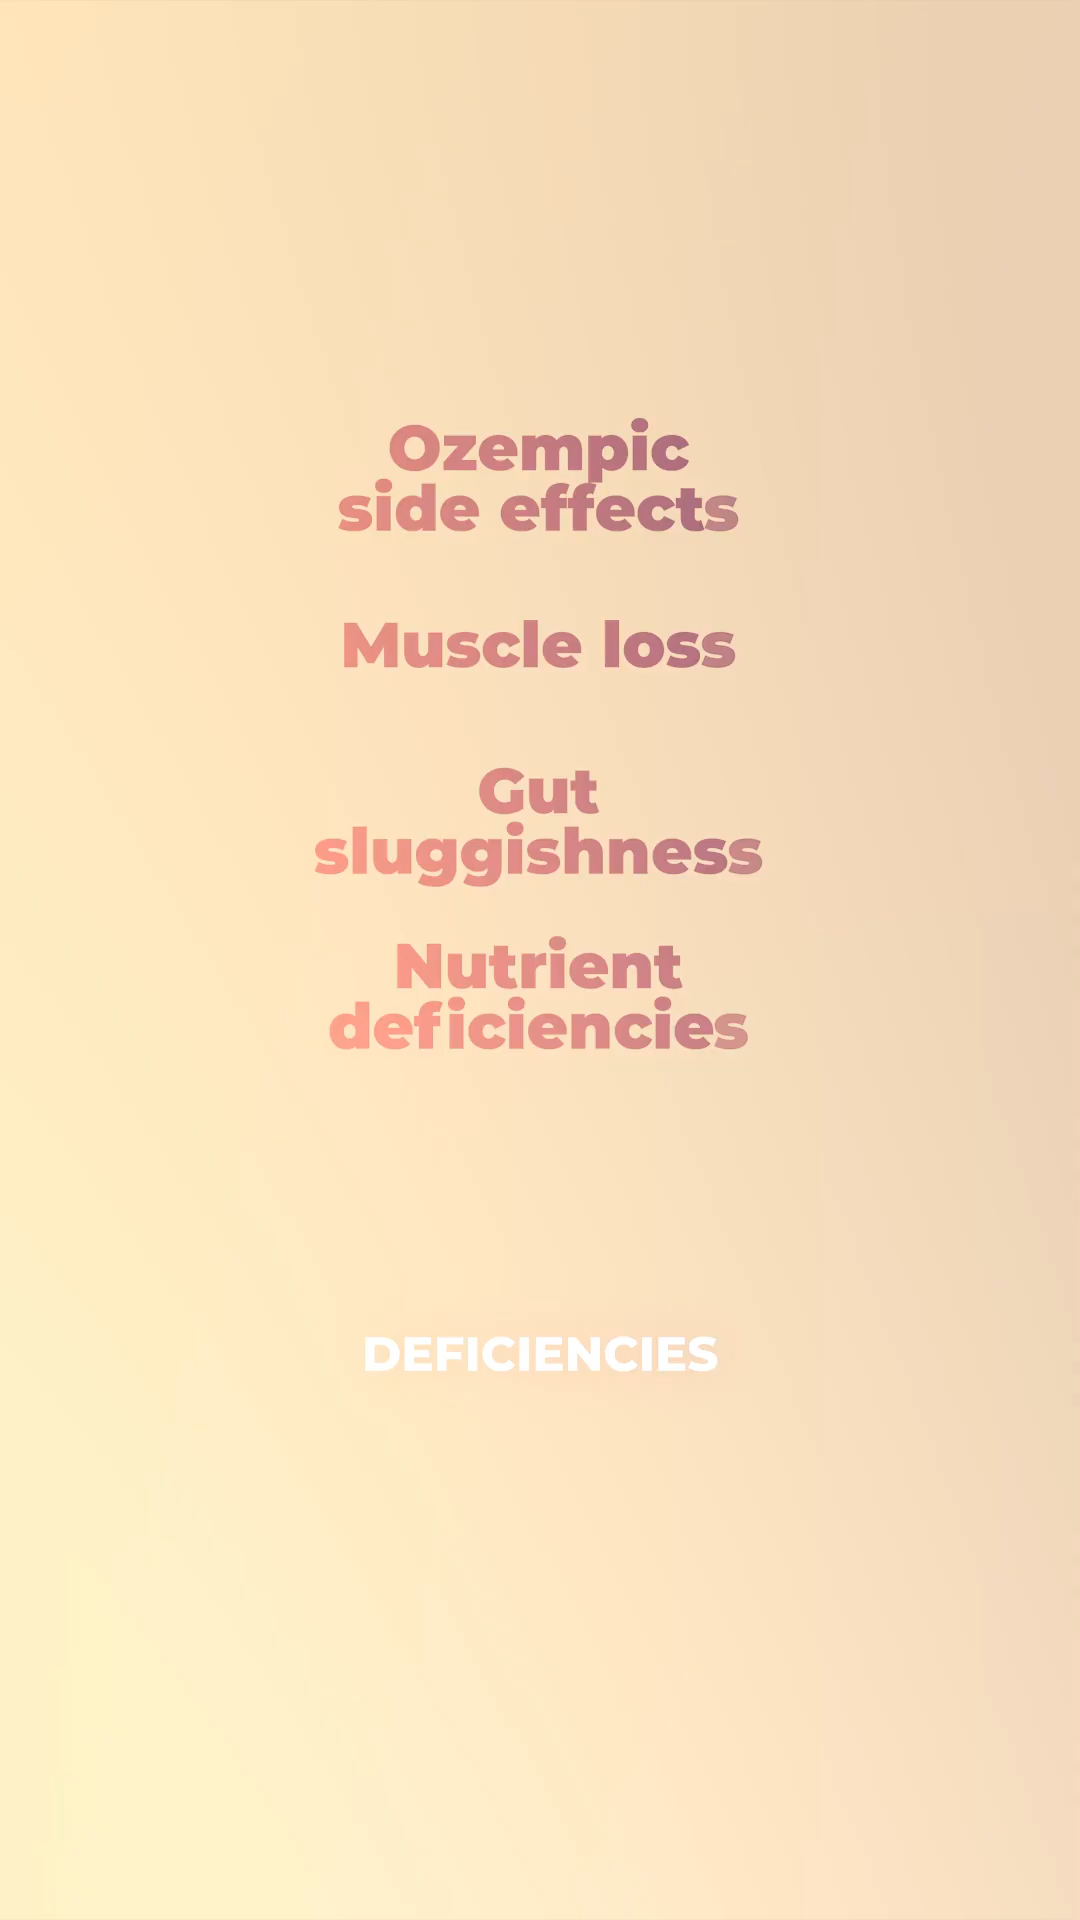 Ozempic
side effects
Muscle loss
Gut
sluggishness
Nutrient
deficiencies
DEFICIENCIES